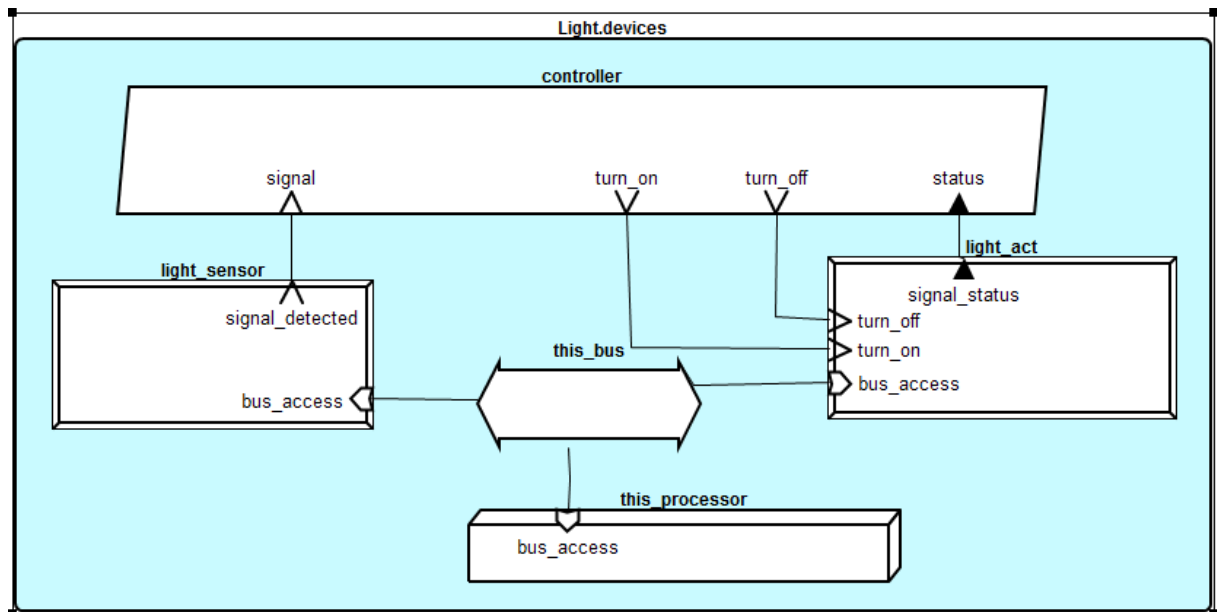 Light.devices
controller
signal
turn_on
turn_off
status
light_sensor
light_act
signal_detected
signal_status
turn_off
turn_on
this_bus
bus_access
bus_access
this_processor
bus_access